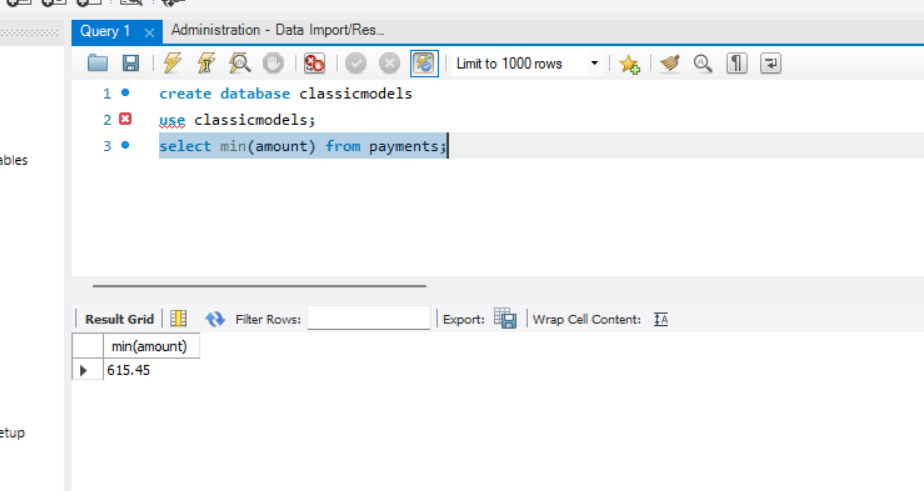 Query 1
Administration - Data Import/Res...
Limit to 1000 rows
1 create database classicmodels
2 use classicmodels;
3 select min(amount) from payments;
ables
Result Grid
Filter Rows:
Export:
Wrap Cell Content:
min(amount)
615.45
etup